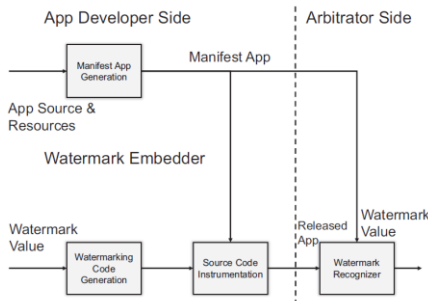 App Developer Side
Arbitrator Side
Manifest App
Generation
Manifest App
App Source &
Resources
Watermark Embedder
Watermark
Value
Watermarking
Code
Generation
Source Code
Instrumentation
Released
App
Watermark
Value
Watermark
Recognizer